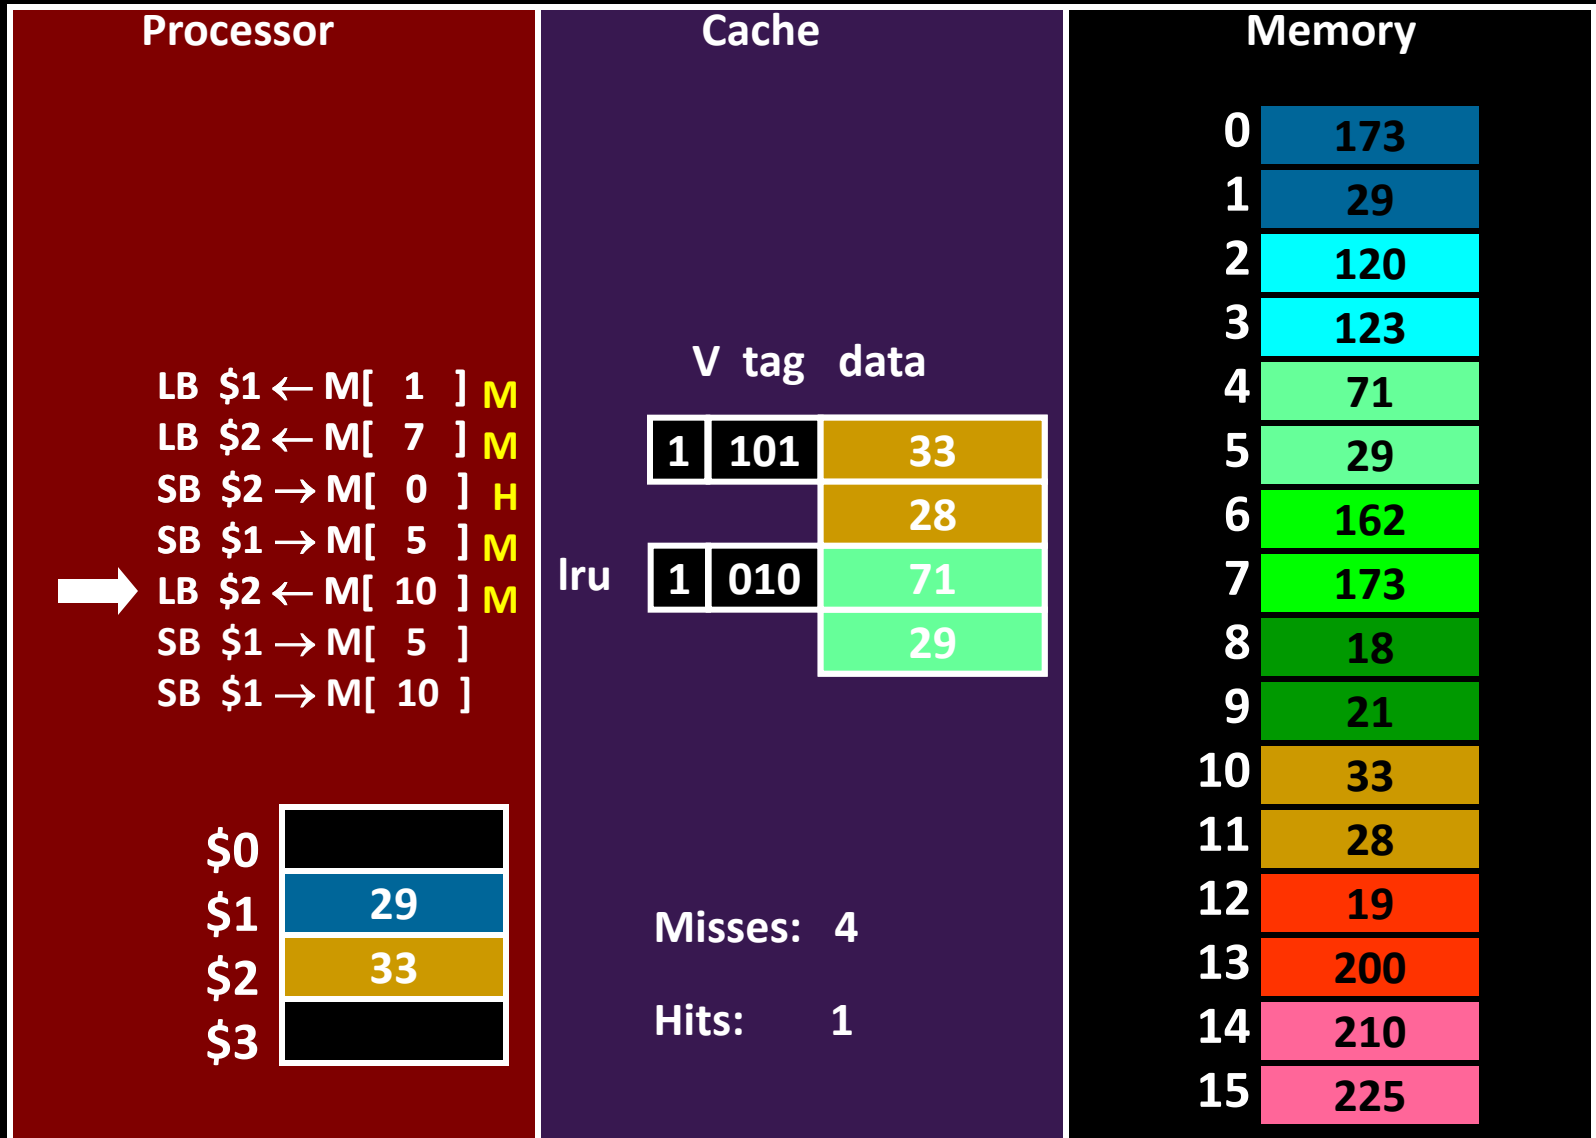 Processor
LB $1 ← M[ 1 ] M
LB $2 ← M[ 7 ] M
SB $2 → M[ 0 ] H
SB $1 → M[ 5 ] M
LB $2 ← M[ 10 ] M
SB $1 → M[ 5 ]
SB $1 → M[ 10 ]
$0
$1 29
$2 33
$3
Cache
V tag data
1 101 33
28
lru 1 010 71
29
Misses: 4
Hits: 1
Memory
0 173
1 29
2 120
3 123
4 71
5 29
6 162
7 173
8 18
9 21
10 33
11 28
12 19
13 200
14 210
15 225